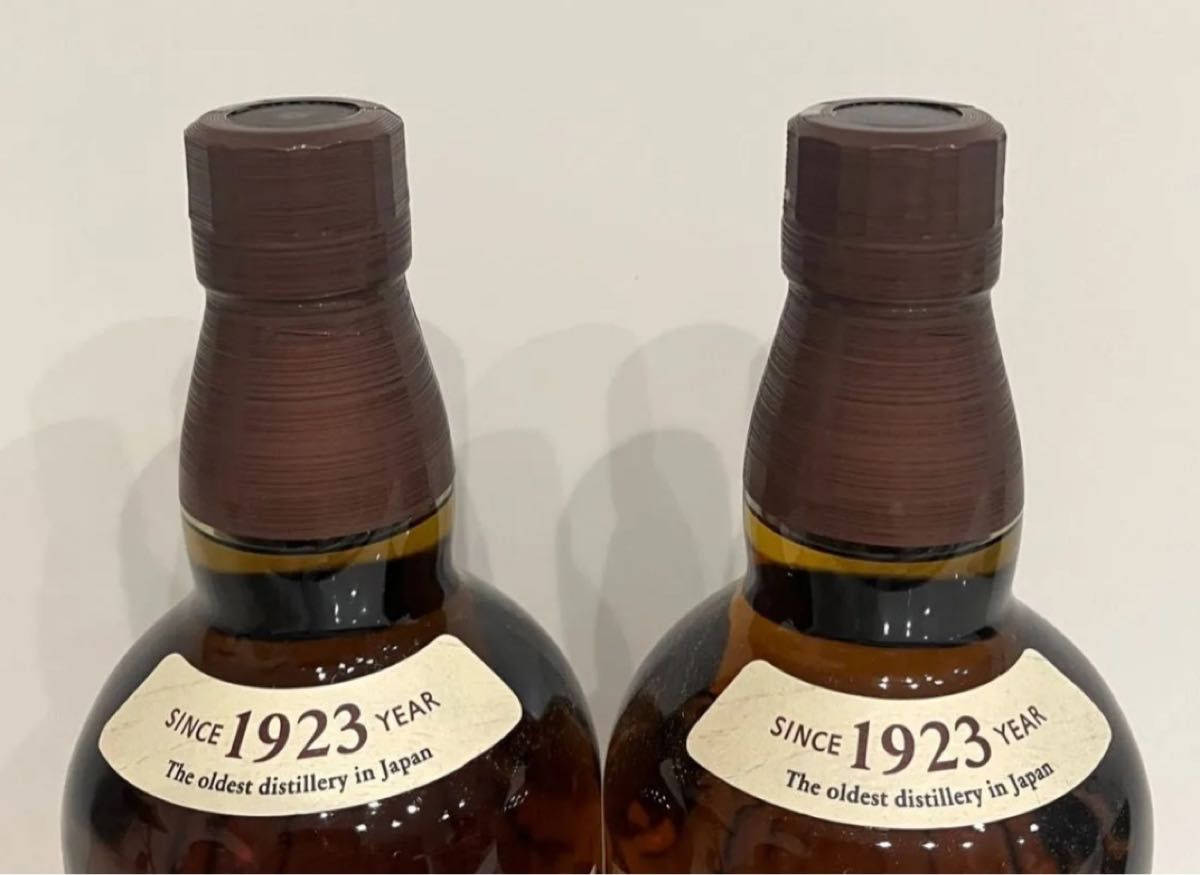 SINCE 1923 YEAR
The oldest distillery in Japan
SINCE 1923 YEAR
The oldest distillery in Japan